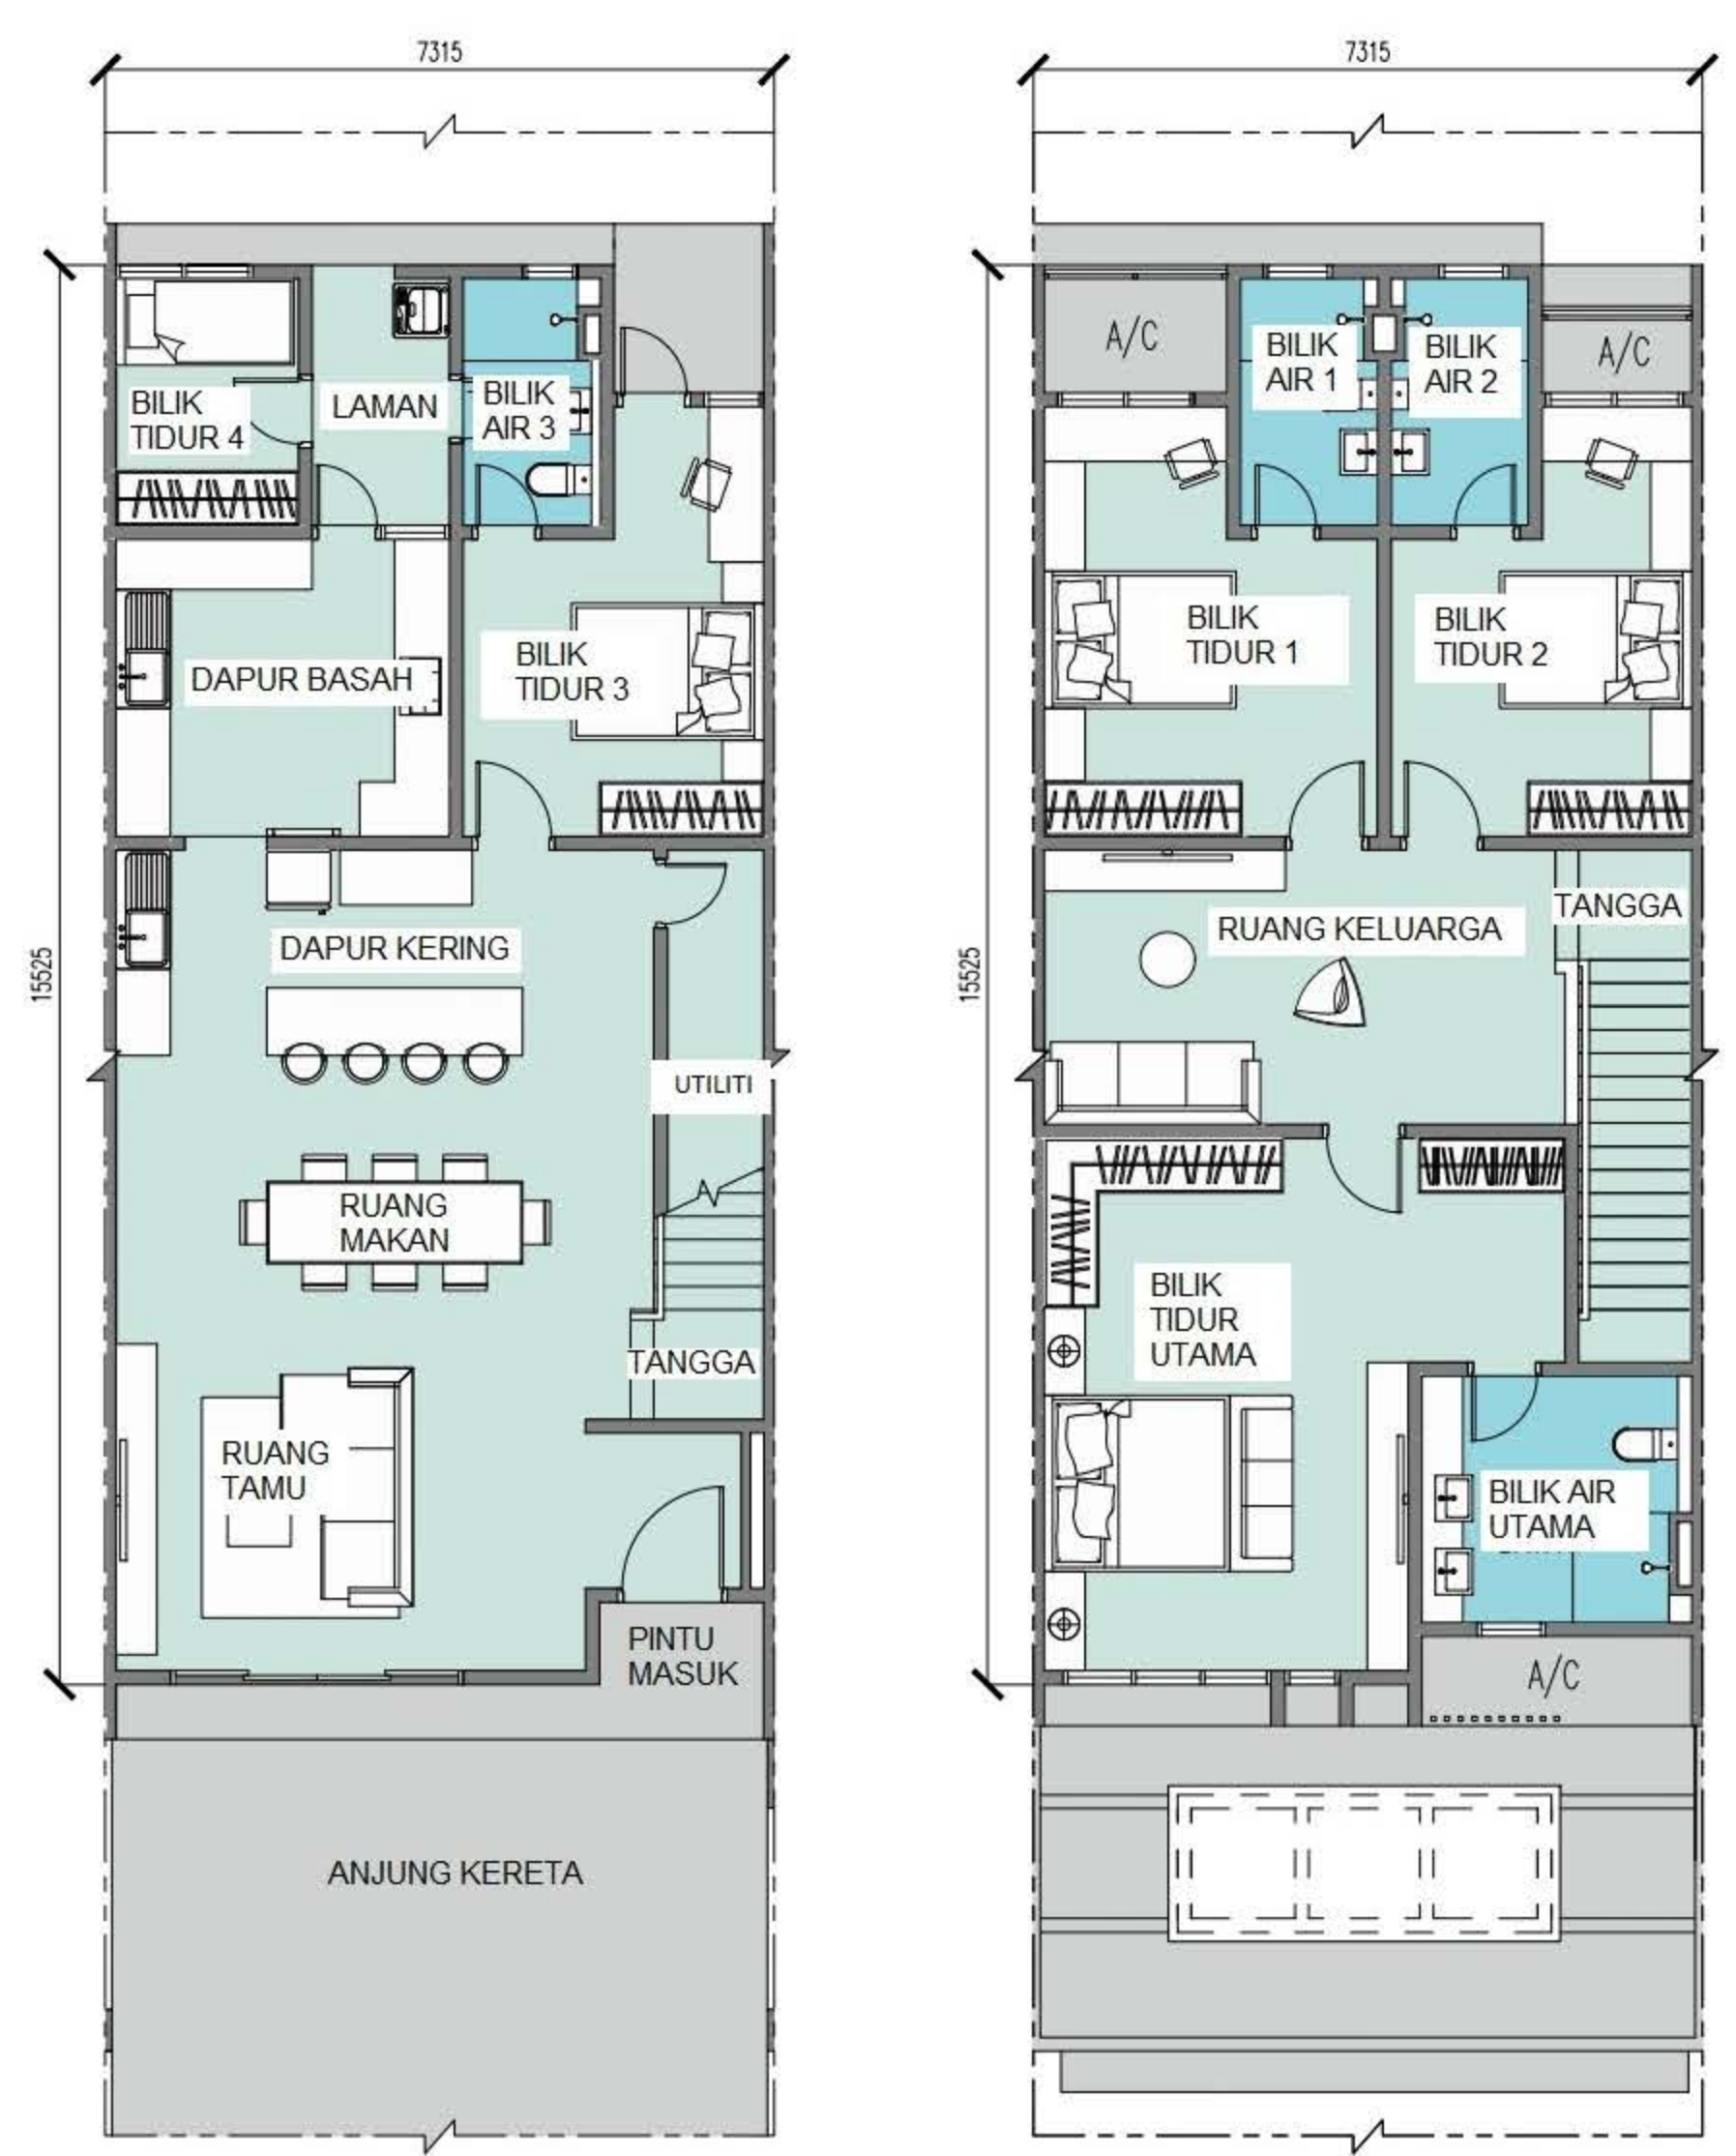 7315
15525
BILIK
TIDUR 4
LAMAN
BILIK
AIR 3
DAPUR BASAH
BILIK
TIDUR 3
DAPUR KERING
UTILITI
RUANG
MAKAN
TANGGA
RUANG
TAMU
PINTU
MASUK
ANJUNG KERETA
7315
15525
A/C
BILIK
AIR 1
BILIK
AIR 2
A/C
BILIK
TIDUR 1
BILIK
TIDUR 2
RUANG KELUARGA
TANGGA
BILIK
TIDUR
UTAMA
BILIK AIR
UTAMA
A/C